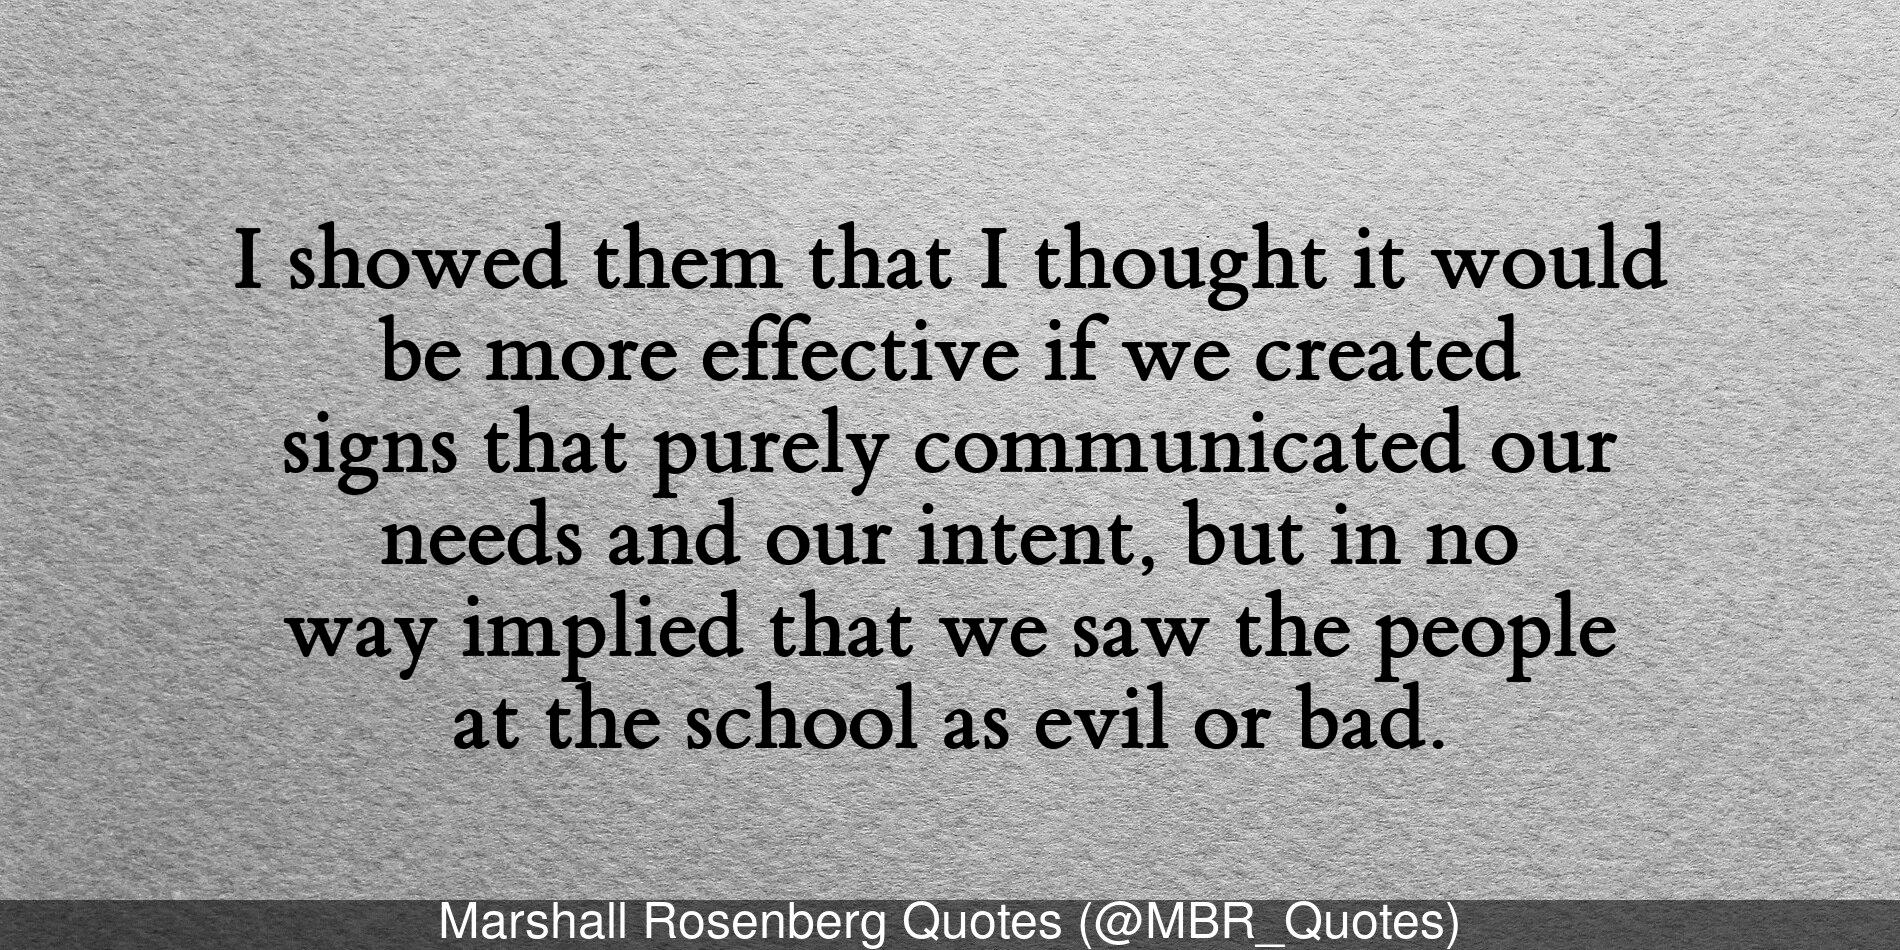 I showed them that I thought it would
be more effective if we created
signs that purely communicated our
needs and our intent, but in no
way implied that we saw the people
at the school as evil or bad.
Marshall Rosenberg Quotes (@MBR_Quotes)